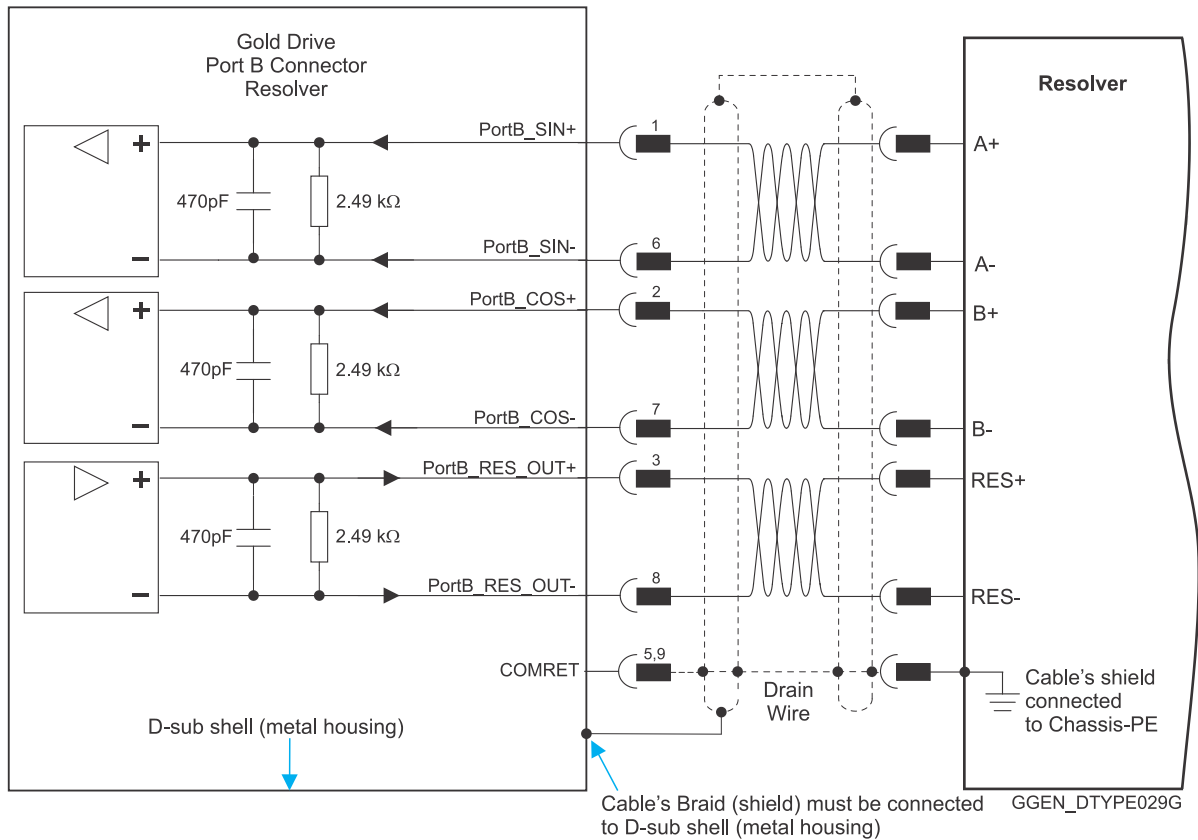 Gold Drive
Port B Connector
Resolver
Resolver
PortB_SIN+
1
A+
+
470pF
2.49 kΩ
PortB_SIN-
6
A-
−
PortB_COS+
2
B+
+
470pF
2.49 kΩ
PortB_COS-
7
B-
−
PortB_RES_OUT+
3
RES+
+
470pF
2.49 kΩ
PortB_RES_OUT-
8
RES-
−
COMRET
5,9
Drain
Wire
Cable's shield
connected
to Chassis-PE
D-sub shell (metal housing)
Cable's Braid (shield) must be connected
to D-sub shell (metal housing)
GGEN_DTYPE029G